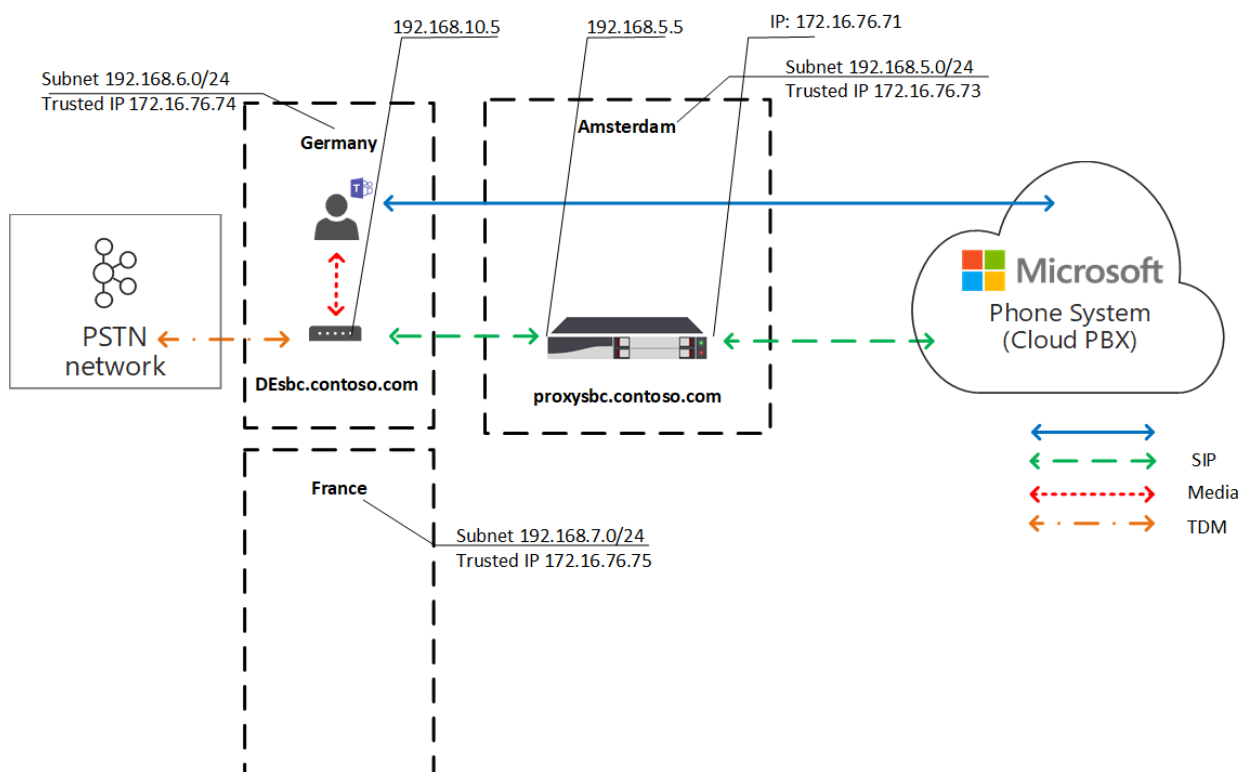 192.168.10.5
192.168.5.5
IP: 172.16.76.71
Subnet 192.168.6.0/24
Trusted IP 172.16.76.74
Subnet 192.168.5.0/24
Trusted IP 172.16.76.73
Germany
Amsterdam
T
PSTN
network
DEsbc.contoso.com
proxysbc.contoso.com
Microsoft
Phone System
(Cloud PBX)
SIP
Media
TDM
France
Subnet 192.168.7.0/24
Trusted IP 172.16.76.75